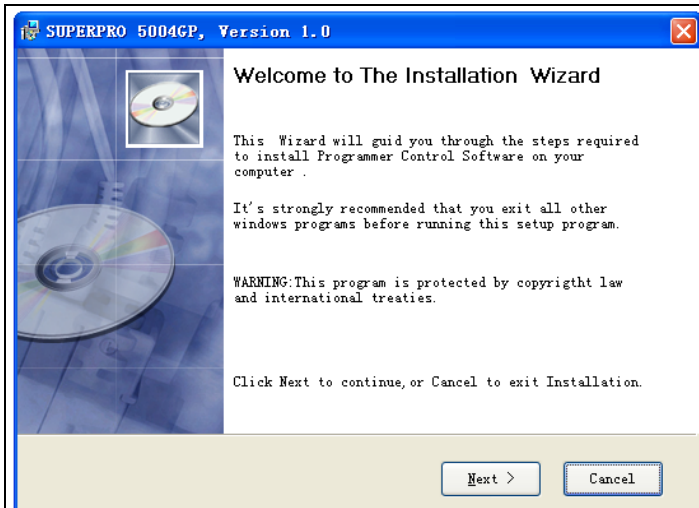 SUPERPRO 5004GP, Version 1.0
Welcome to The Installation Wizard
This Wizard will guid you through the steps required
to install Programmer Control Software on your
computer .
It's strongly recommended that you exit all other
windows programs before running this setup program.
WARNING:This program is protected by copyrigtht law
and international treaties.
Click Next to continue,or Cancel to exit Installation.
Next >
Cancel